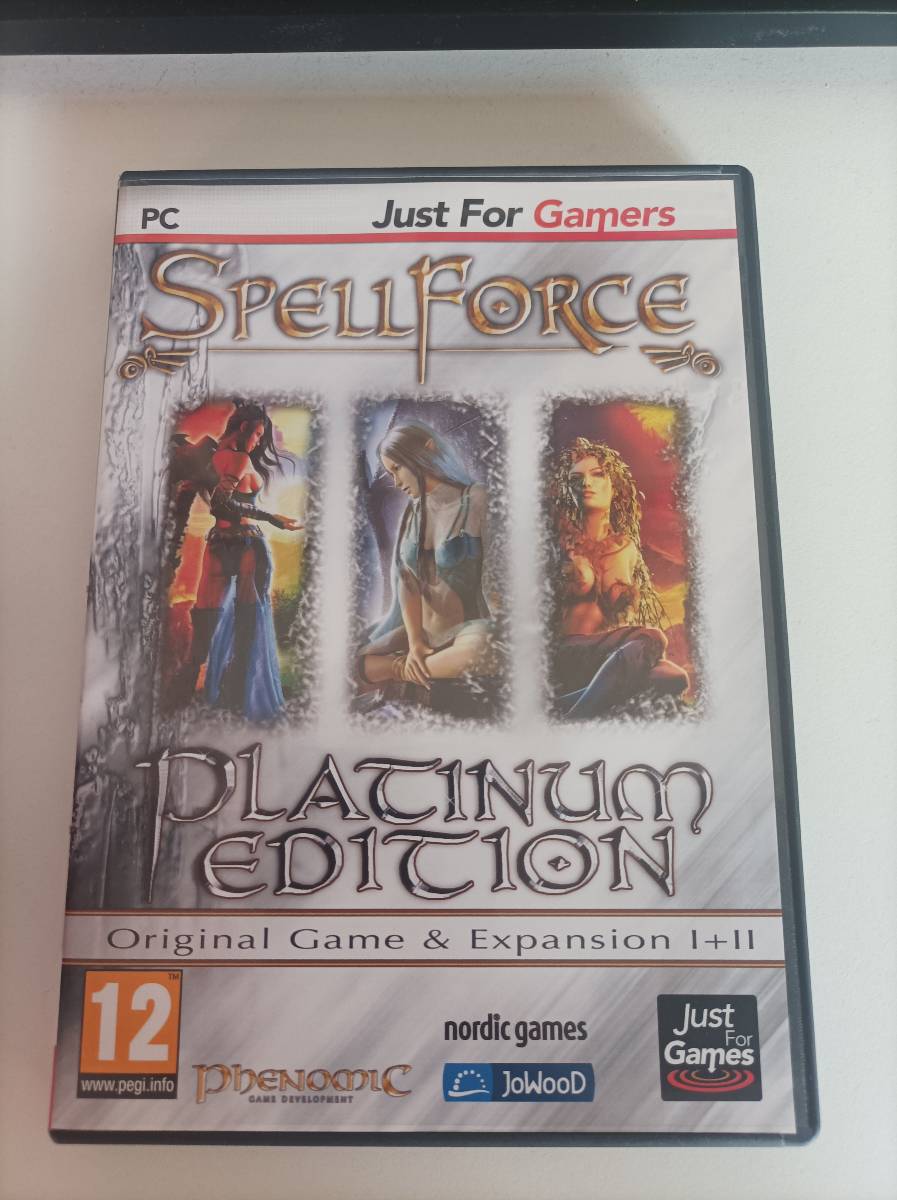 PC
Just For Gamers
SPELLFORCE
PLATINUM
EDITION
Original Game & Expansion I+II
12
™
www.pegi.info
PHENOMIC
GAME DEVELOPMENT
nordic games
JoWooD
Just
For
Games